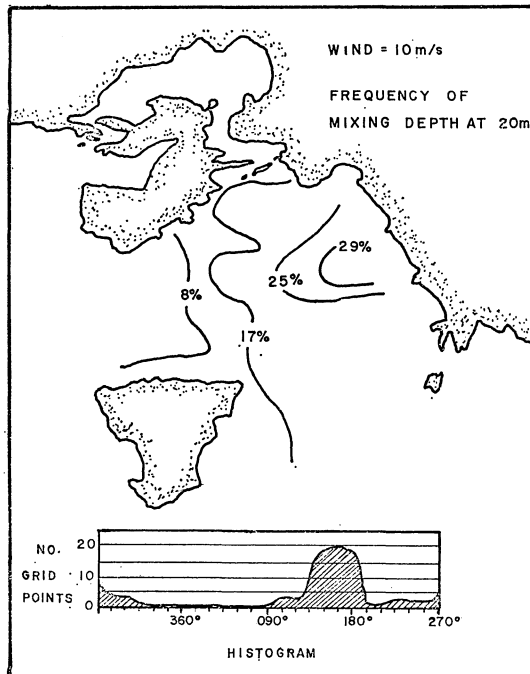 WIND = 10 m/s
FREQUENCY OF
MIXING DEPTH AT 20m
29%
25%
8%
17%
NO.
GRID
POINTS
20
10
0
360°
090°
180°
270°
HISTOGRAM